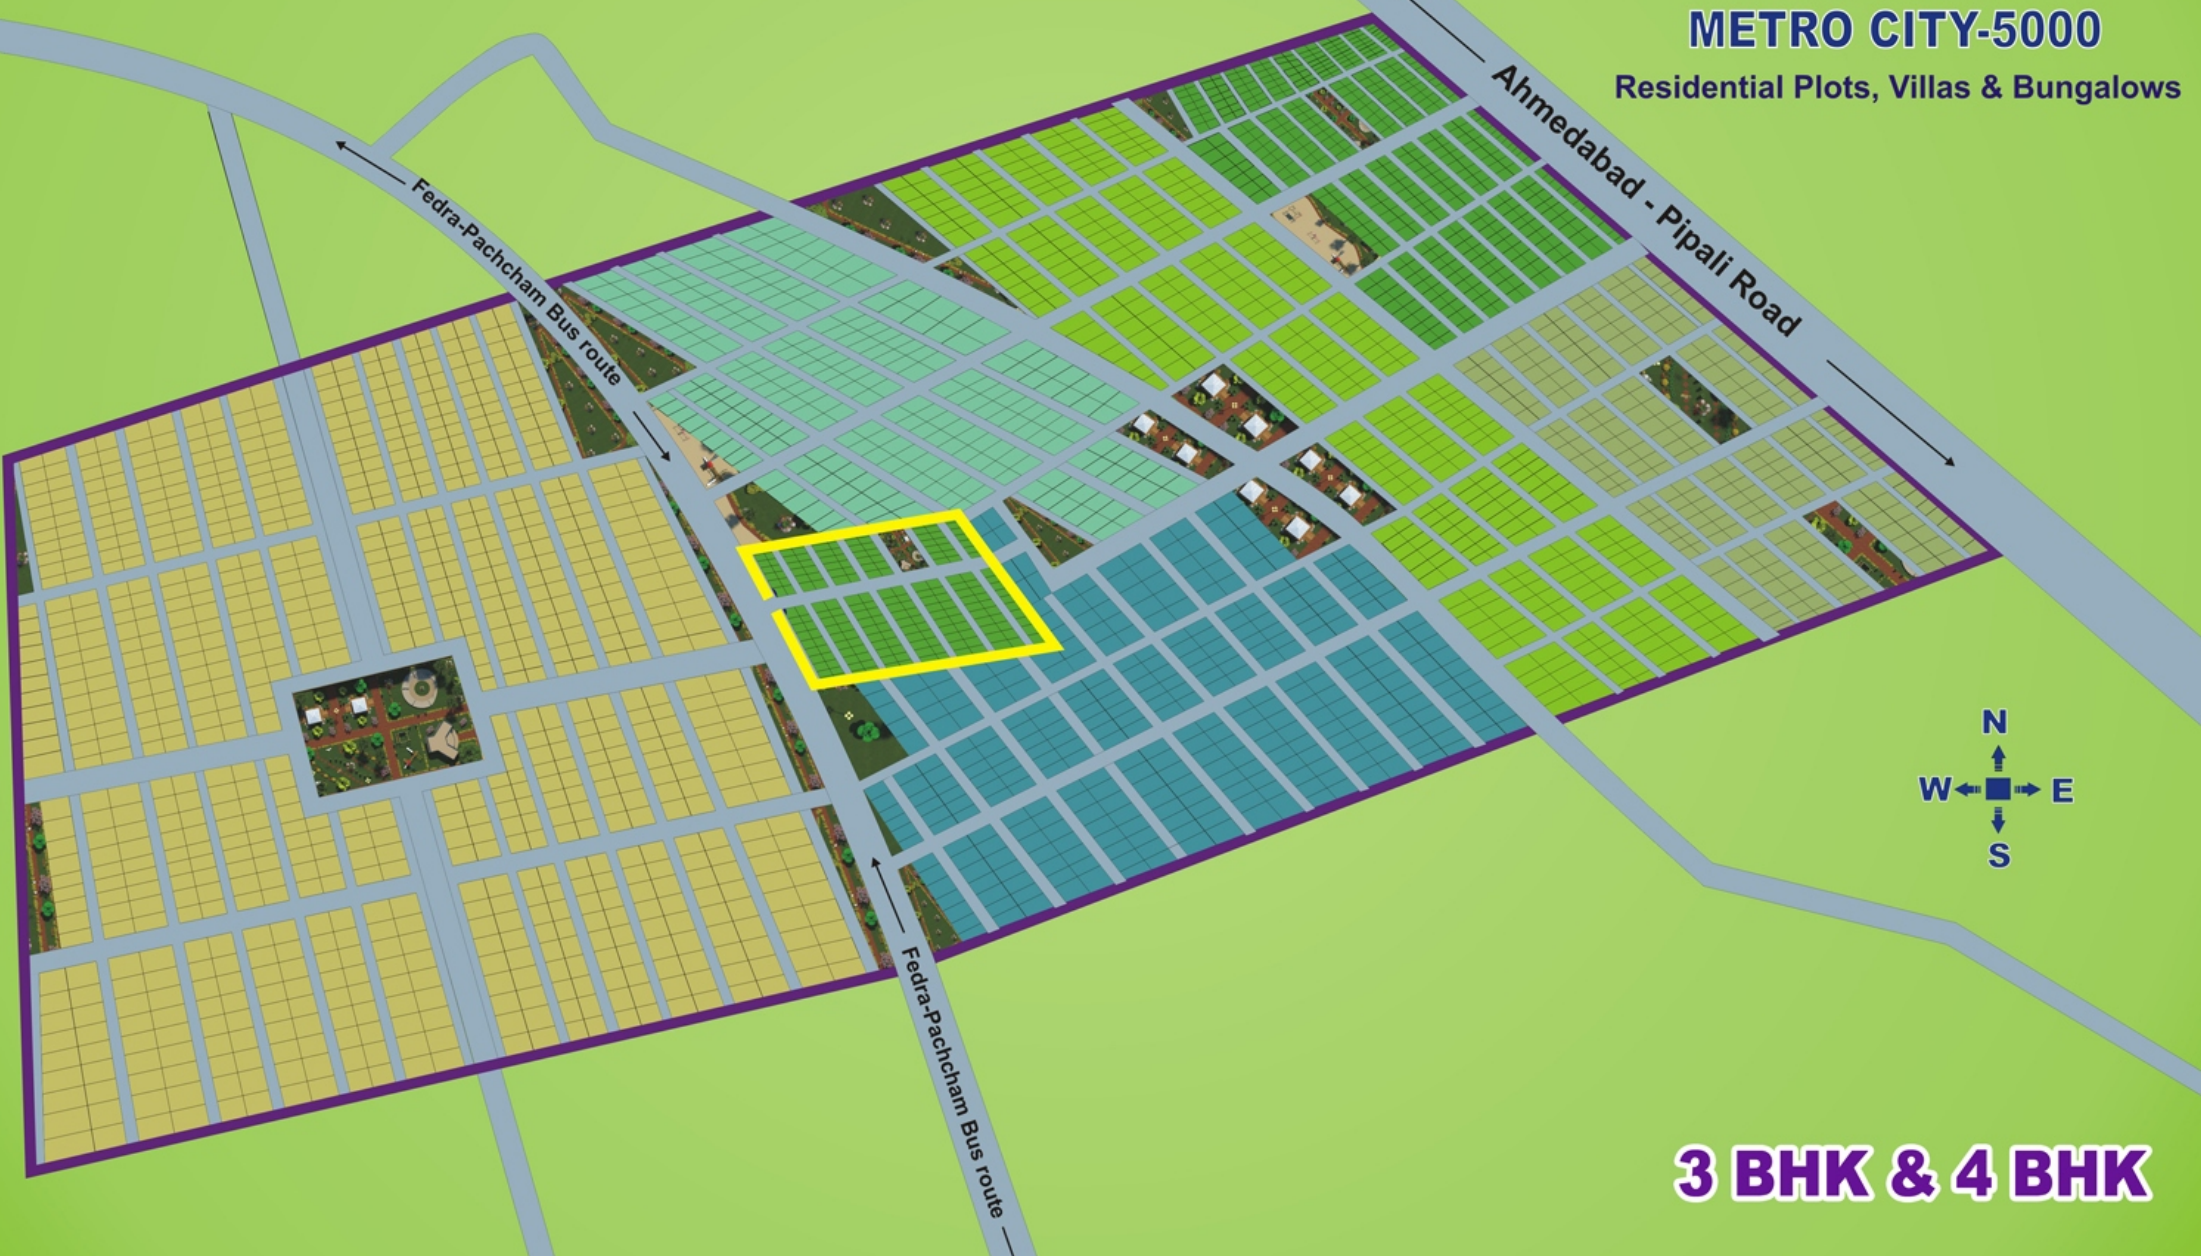 METRO CITY-5000
Residential Plots, Villas & Bungalows
Ahmedabad - Pipali Road
Fedra-Pachcham Bus route
Fedra-Pachcham Bus route
N
W E
S
3 BHK & 4 BHK